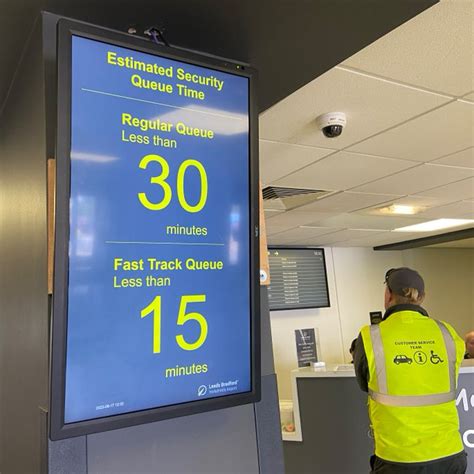 Estimated Security
Queue Time
Regular Queue
Less than
30
minutes
Fast Track Queue
Less than
15
minutes
Leeds Bradford
CUSTOMER SERVICE
TEAM